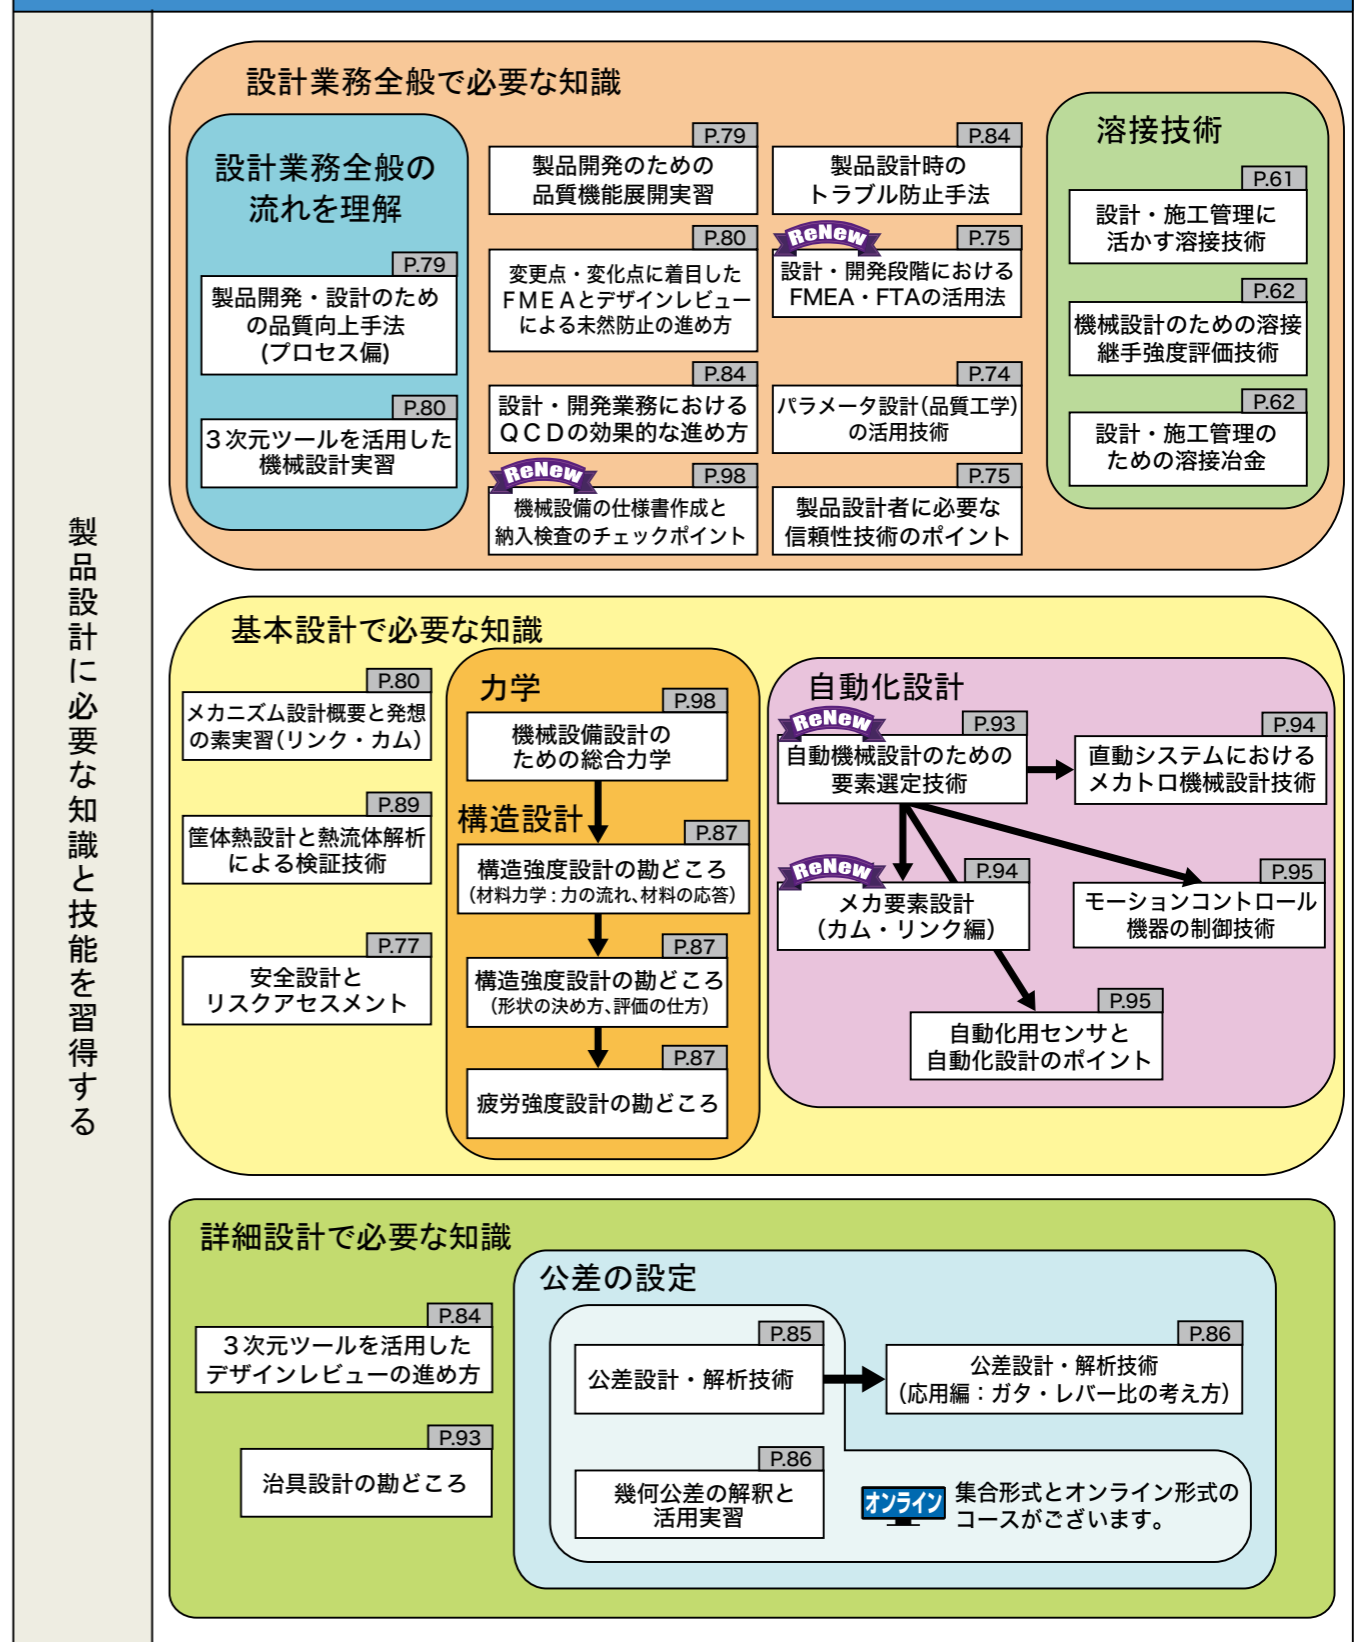 製品設計に必要な知識と技能を習得する
設計業務全般で必要な知識
設計業務全般の
流れを理解
P.79
製品開発・設計のため
の品質向上手法
(プロセス偏)
P.80
3次元ツールを活用した
機械設計実習
P.79
製品開発のための
品質機能展開実習
P.84
製品設計時の
トラブル防止手法
P.80
変更点・変化点に着目した
FMEAとデザインレビュー
による未然防止の進め方
ReNew
P.75
設計・開発段階における
FMEA・FTAの活用法
P.84
設計・開発業務における
QCDの効果的な進め方
P.74
パラメータ設計(品質工学)
の活用技術
ReNew
P.98
機械設備の仕様書作成と
納入検査のチェックポイント
P.75
製品設計者に必要な
信頼性技術のポイント
溶接技術
P.61
設計・施工管理に
活かす溶接技術
P.62
機械設計のための溶接
継手強度評価技術
P.62
設計・施工管理の
ための溶接冶金
基本設計で必要な知識
P.80
メカニズム設計概要と発想
の素実習(リンク・カム)
P.89
筐体熱設計と熱流体解析
による検証技術
P.77
安全設計と
リスクアセスメント
力学
P.98
機械設備設計の
ための総合力学
構造設計
P.87
構造強度設計の勘どころ
(材料力学:力の流れ、材料の応答)
P.87
構造強度設計の勘どころ
(形状の決め方、評価の仕方)
P.87
疲労強度設計の勘どころ
自動化設計
ReNew
P.93
自動機械設計のための
要素選定技術
P.94
直動システムにおける
メカトロ機械設計技術
ReNew
P.94
メカ要素設計
(カム・リンク編)
P.95
モーションコントロール
機器の制御技術
P.95
自動化用センサと
自動化設計のポイント
詳細設計で必要な知識
P.84
3次元ツールを活用した
デザインレビューの進め方
P.93
治具設計の勘どころ
公差の設定
P.85
公差設計・解析技術
P.86
公差設計・解析技術
(応用編:ガタ・レバー比の考え方)
P.86
幾何公差の解釈と
活用実習
オンライン
集合形式とオンライン形式の
コースがございます。